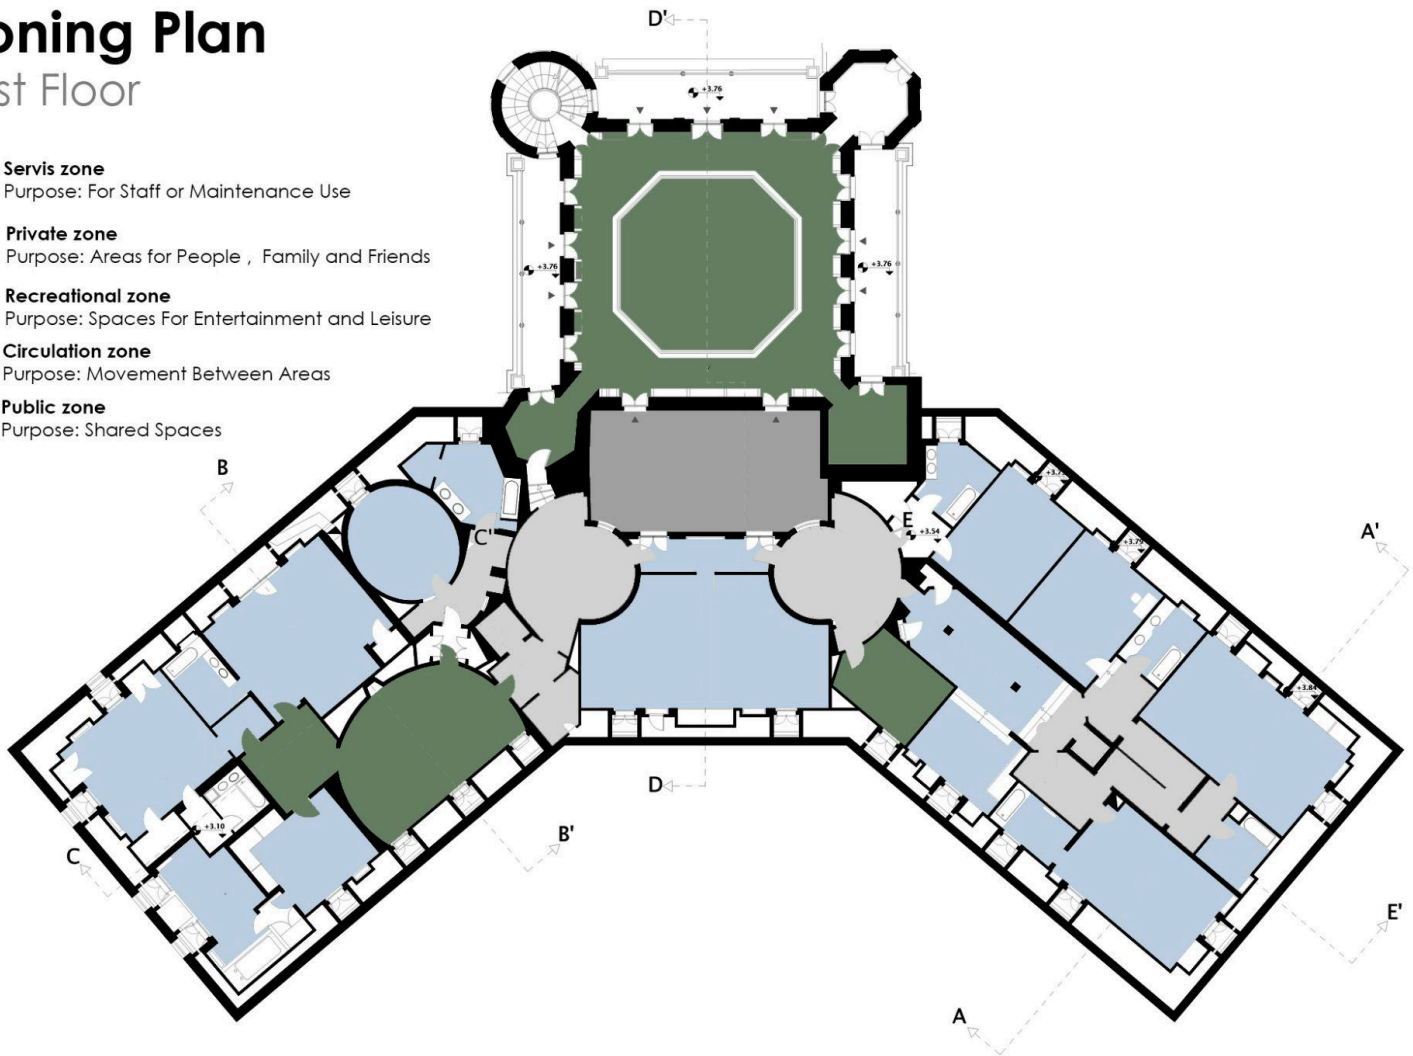 oning Plan
st Floor
Servis zone
Purpose: For Staff or Maintenance Use
Private zone
Purpose: Areas for People , Family and Friends
Recreational zone
Purpose: Spaces For Entertainment and Leisure
Circulation zone
Purpose: Movement Between Areas
Public zone
Purpose: Shared Spaces
D'
+3.76
+3.76
+3.76
B
C'
E
+3.54
+3.79
A'
+3.84
D
B'
+3.10
C
E'
A